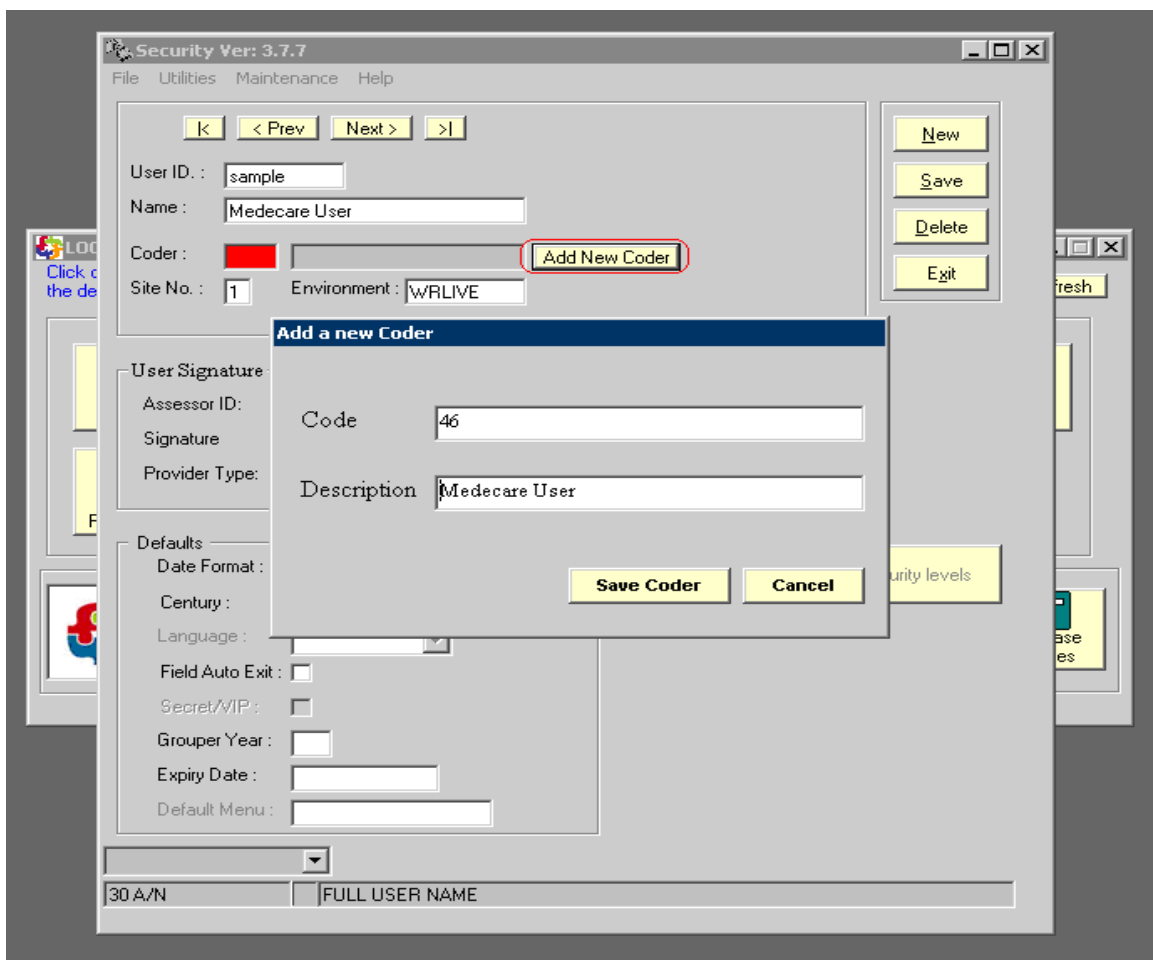 Security Ver: 3.7.7
File Utilities Maintenance Help
|< < Prev Next > >|
New
User ID. : sample
Save
Name : Medecare User
Delete
Coder : Add New Coder
Exit
Site No. : 1 Environment : WRLIVE
LOG
Click
the de
fresh
Add a new Coder
Code 46
Description Medecare User
Save Coder Cancel
User Signature
Assessor ID:
Signature
Provider Type:
F
Defaults
Date Format :
urity levels
Century :
Language :
Field Auto Exit :
Secret/VIP :
Grouper Year :
Expiry Date :
Default Menu :
ase
es
30 A/N FULL USER NAME